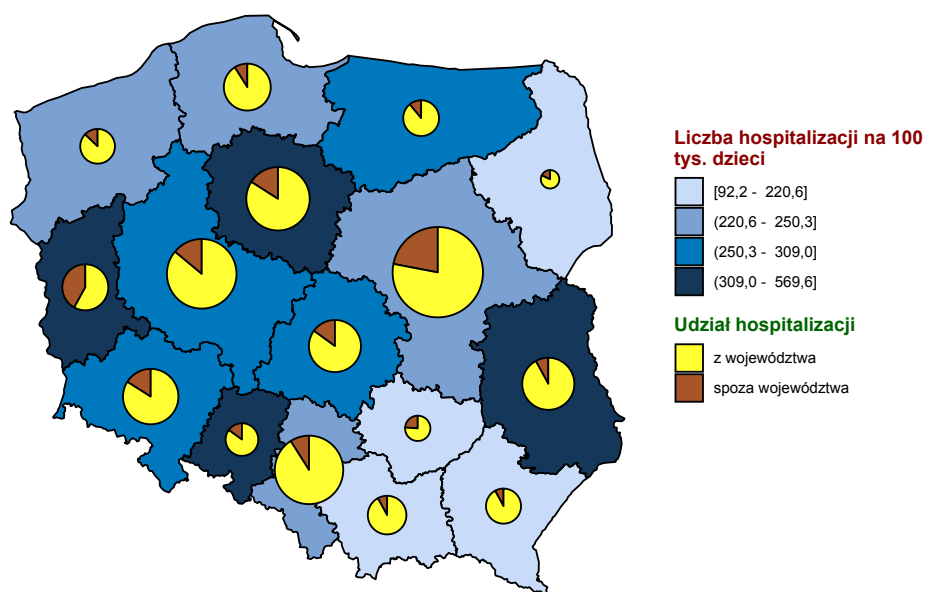 Liczba hospitalizacji na 100
tys. dzieci
[92,2 - 220,6]
(220,6 - 250,3]
(250,3 - 309,0]
(309,0 - 569,6]
Udział hospitalizacji
z województwa
spoza województwa